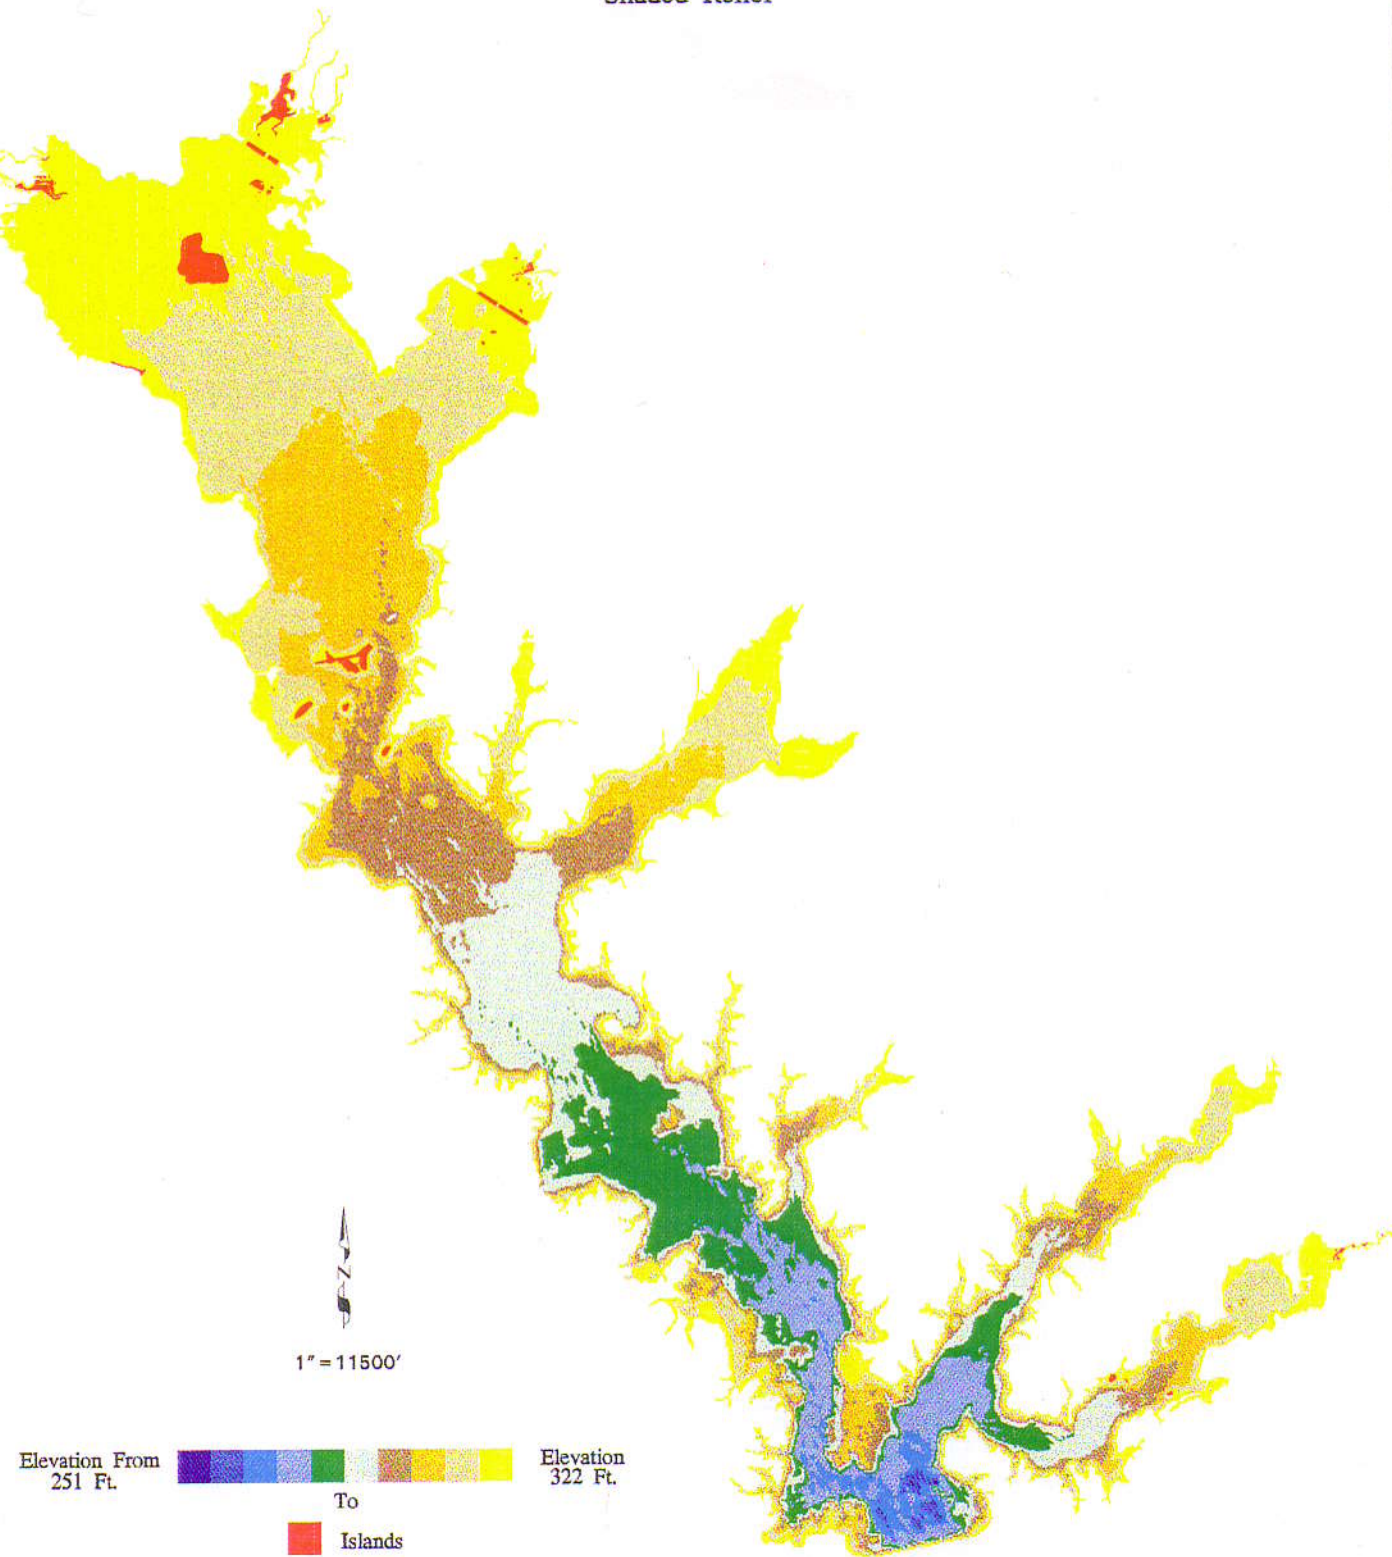 N
1" = 11500'
Elevation From
251 Ft.
To
Elevation
322 Ft.
Islands